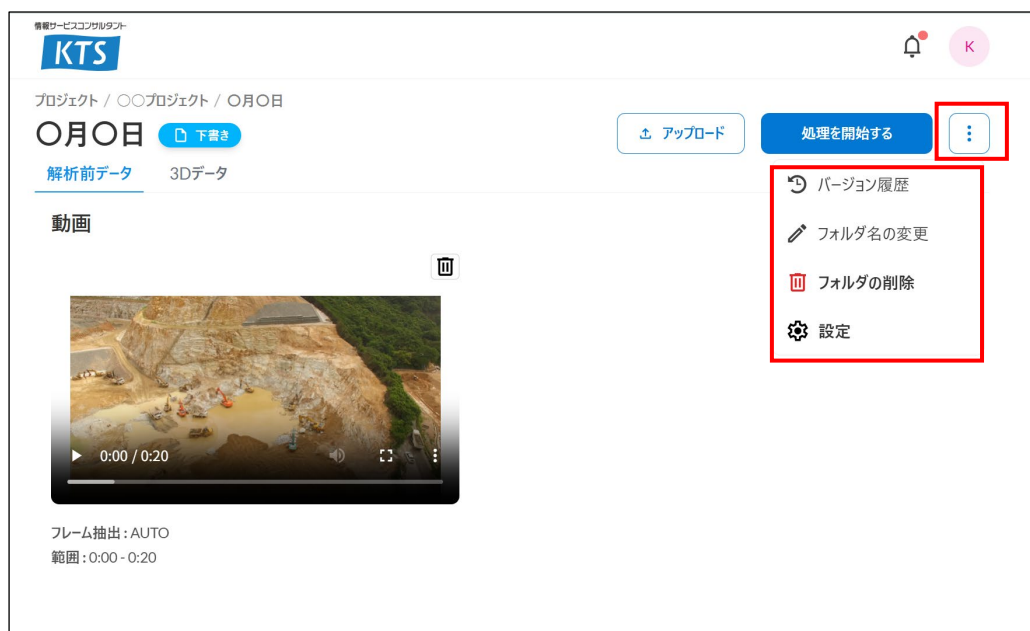 情報サービスコンサルタント
KTS
K
プロジェクト / ○○プロジェクト / 〇月〇日
〇月〇日
下書き
アップロード
処理を開始する
解析前データ
3Dデータ
バージョン履歴
動画
フォルダ名の変更
フォルダの削除
設定
0:00 / 0:20
フレーム抽出 : AUTO
範囲 : 0:00 - 0:20